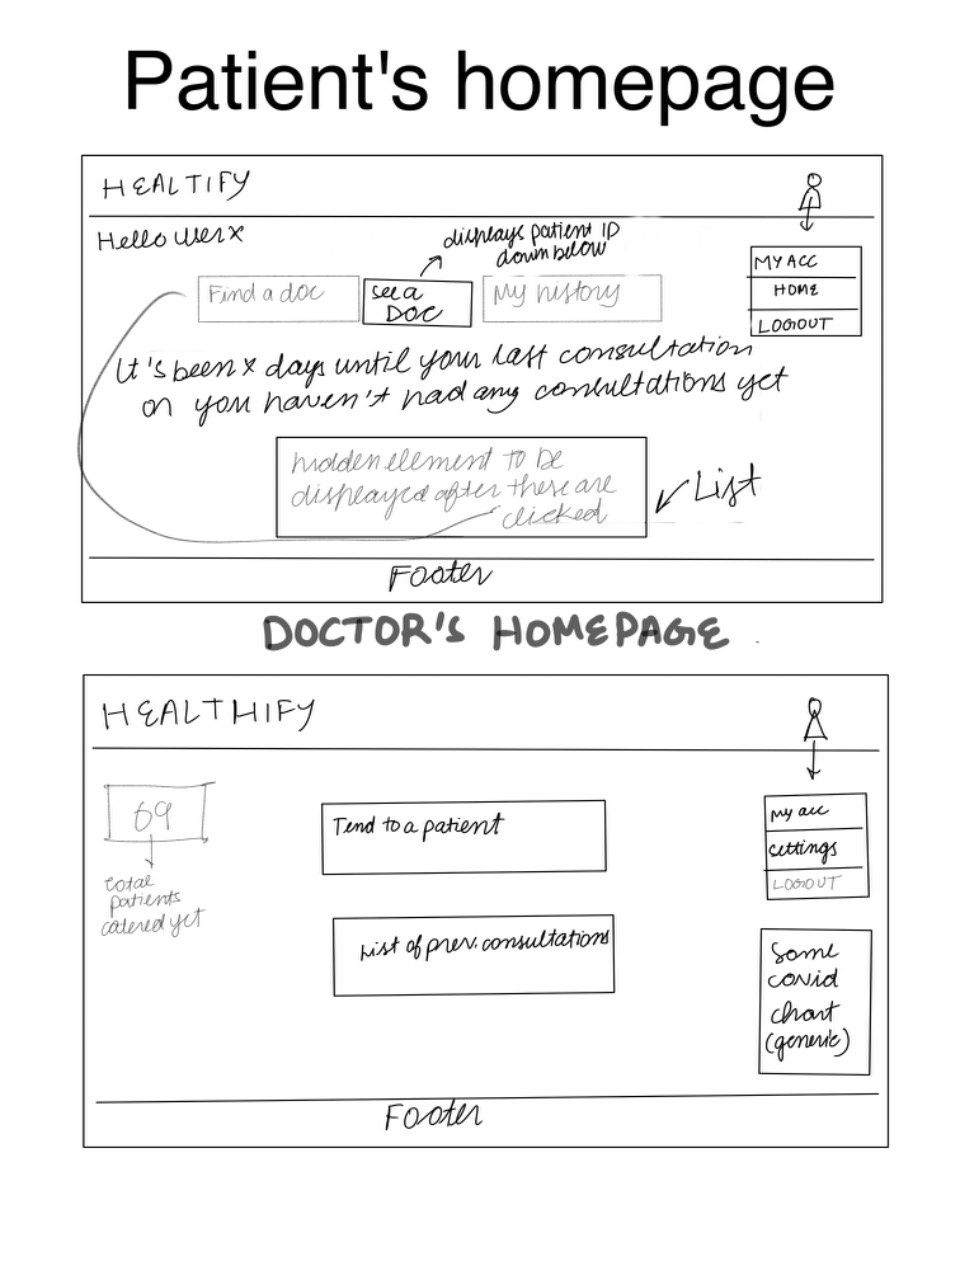 Patient's homepage
HEALTIFY
Hello User x
displays patient ID
down below
Find a doc
See a
DOC
My history
MY ACC
HOME
LOGOUT
It's been x days until your last consultation
or you haven't had any consultations yet
hidden element to be
displayed after these are
clicked
List
Footer
DOCTOR'S HOMEPAGE
HEALTHIFY
69
total
patients
catered yet
Tend to a patient
List of prev. consultations
My acc
settings
LOGOUT
Some
covid
chart
(generic)
Footer